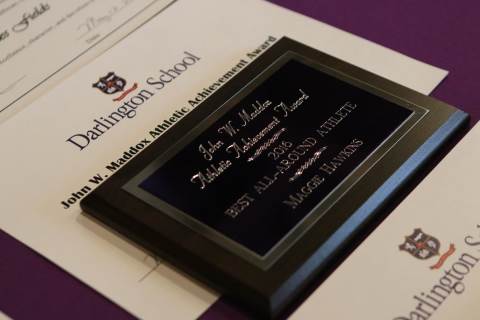 Darlington School
John W. Maddox Athletic Achievement Award
John W. Maddox
Athletic Achievement Award
2016
BEST ALL-AROUND ATHLETE
MAGGIE HAWKINS
Darlington School